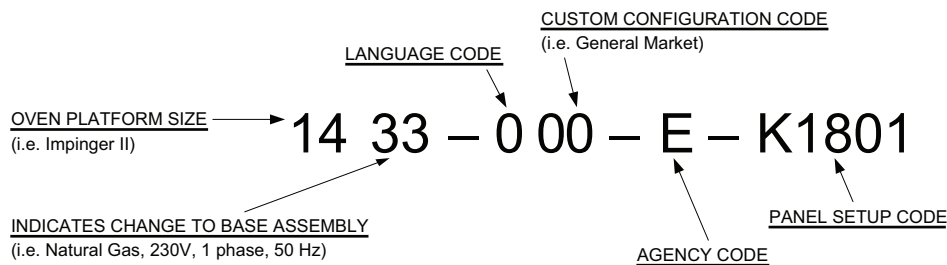 CUSTOM CONFIGURATION CODE
(i.e. General Market)
LANGUAGE CODE
OVEN PLATFORM SIZE
(i.e. Impinger II)
14 33 – 0 00 – E – K1801
INDICATES CHANGE TO BASE ASSEMBLY
(i.e. Natural Gas, 230V, 1 phase, 50 Hz)
PANEL SETUP CODE
AGENCY CODE